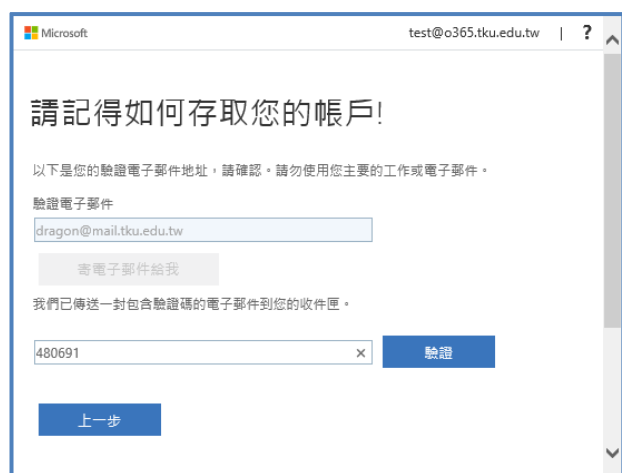 Microsoft test@o365.tku.edu.tw | ?
請記得如何存取您的帳戶!
以下是您的驗證電子郵件地址，請確認。請勿使用您主要的工作或電子郵件。
驗證電子郵件
dragon@mail.tku.edu.tw
寄電子郵件給我
我們已傳送一封包含驗證碼的電子郵件到您的收件匣。
480691 × 驗證
上一步